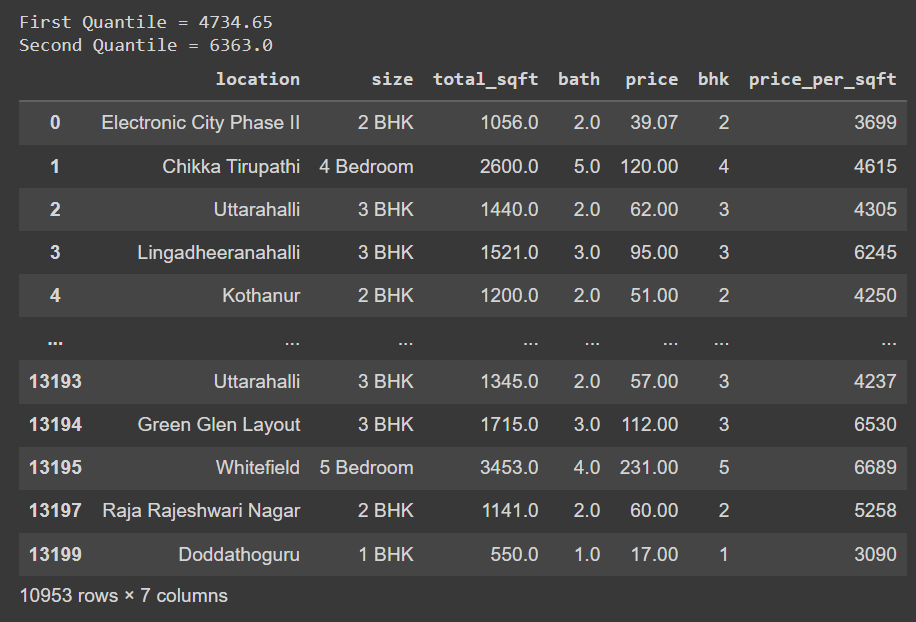 First Quantile = 4734.65
Second Quantile = 6363.0
location size total_sqft bath price bhk price_per_sqft
0 Electronic City Phase II 2 BHK 1056.0 2.0 39.07 2 3699
1 Chikka Tirupathi 4 Bedroom 2600.0 5.0 120.00 4 4615
2 Uttarahalli 3 BHK 1440.0 2.0 62.00 3 4305
3 Lingadheeranahalli 3 BHK 1521.0 3.0 95.00 3 6245
4 Kothanur 2 BHK 1200.0 2.0 51.00 2 4250
... ... ... ... ... ... ... ...
13193 Uttarahalli 3 BHK 1345.0 2.0 57.00 3 4237
13194 Green Glen Layout 3 BHK 1715.0 3.0 112.00 3 6530
13195 Whitefield 5 Bedroom 3453.0 4.0 231.00 5 6689
13197 Raja Rajeshwari Nagar 2 BHK 1141.0 2.0 60.00 2 5258
13199 Doddathoguru 1 BHK 550.0 1.0 17.00 1 3090
10953 rows × 7 columns